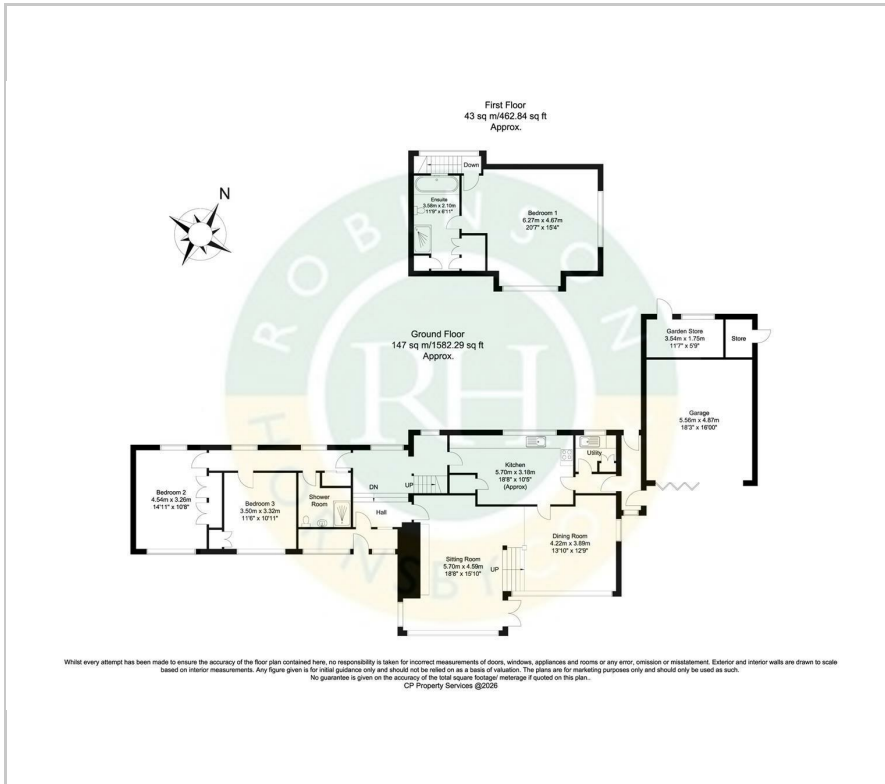 First Floor
43 sq m/462.84 sq ft
Approx.
Down
Ensuite
3.58m x 2.10m
11'9" x 6'11"
Bedroom 1
6.27m x 4.67m
20'7" x 15'4"
N
ROBINSON
RH
HORNSBY
Ground Floor
147 sq m/1582.29 sq ft
Approx.
Garden Store
3.54m x 1.75m
11'7" x 5'9"
Store
Garage
5.56m x 4.87m
18'3" x 16'00"
Kitchen
5.70m x 3.18m
18'8" x 10'5"
(Approx)
Utility
UP
DN
Bedroom 2
4.54m x 3.26m
14'11" x 10'8"
Bedroom 3
3.50m x 3.32m
11'6" x 10'11"
Shower
Room
Hall
Sitting Room
5.70m x 4.59m
18'8" x 15'10"
UP
Dining Room
4.22m x 3.89m
13'10" x 12'9"
Whilst every attempt has been made to ensure the accuracy of the floor plan contained here, no responsibility is taken for incorrect measurements of doors, windows, appliances and rooms or any error, omission or misstatement. Exterior and interior walls are drawn to scale
based on interior measurements. Any figure given is for initial guidance only and should not be relied on as a basis of valuation. The plans are for marketing purposes only and should only be used as such.
No guarantee is given on the accuracy of the total square footage/ meterage if quoted on this plan..
CP Property Services @2026